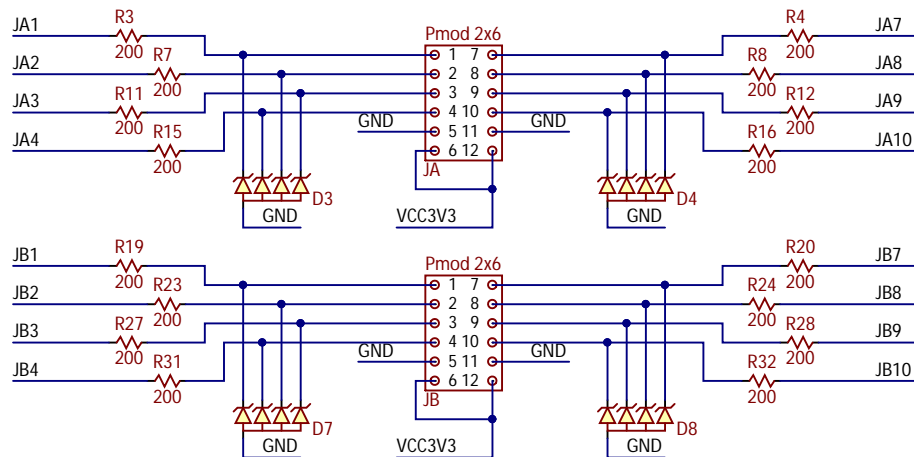 JA1 R3 200 Pmod 2x6 R4 200 JA7
1 7
JA2 R7 200 2 8 R8 200 JA8
JA3 R11 200 3 9 R12 200 JA9
JA4 R15 200 4 10 R16 200 JA10
GND 5 11 GND
6 12
JA
D3 D4
GND VCC3V3 GND
JB1 R19 200 Pmod 2x6 R20 200 JB7
1 7
JB2 R23 200 2 8 R24 200 JB8
JB3 R27 200 3 9 R28 200 JB9
JB4 R31 200 4 10 R32 200 JB10
GND 5 11 GND
6 12
JB
D7 D8
GND VCC3V3 GND